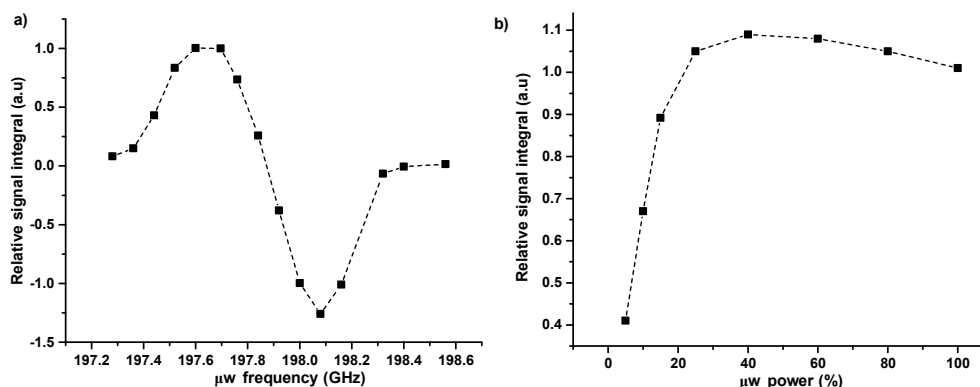 a)
Relative signal integral (a.u)
1.0
0.5
0.0
-0.5
-1.0
-1.5
197.2 197.4 197.6 197.8 198.0 198.2 198.4 198.6
μw frequency (GHz)
b)
Relative signal integral (a.u)
1.1
1.0
0.9
0.8
0.7
0.6
0.5
0.4
0 20 40 60 80 100
μw power (%)